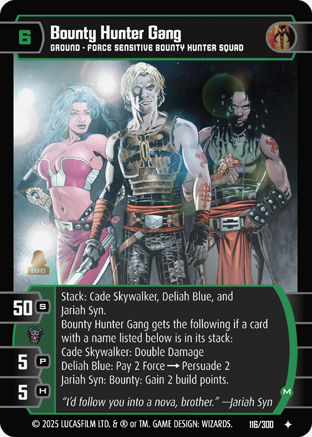 6
Bounty Hunter Gang
GROUND - FORCE SENSITIVE BOUNTY HUNTER SQUAD
50 S
5 P
5 H
Stack: Cade Skywalker, Deliah Blue, and
Jariah Syn.
Bounty Hunter Gang gets the following if a card
with a name listed below is in its stack:
Cade Skywalker: Double Damage
Deliah Blue: Pay 2 Force → Persuade 2
Jariah Syn: Bounty: Gain 2 build points.
“I’d follow you into a nova, brother.” —Jariah Syn
M
© 2025 LUCASFILM LTD. & ® or TM. GAME DESIGN: WIZARDS.
116/300